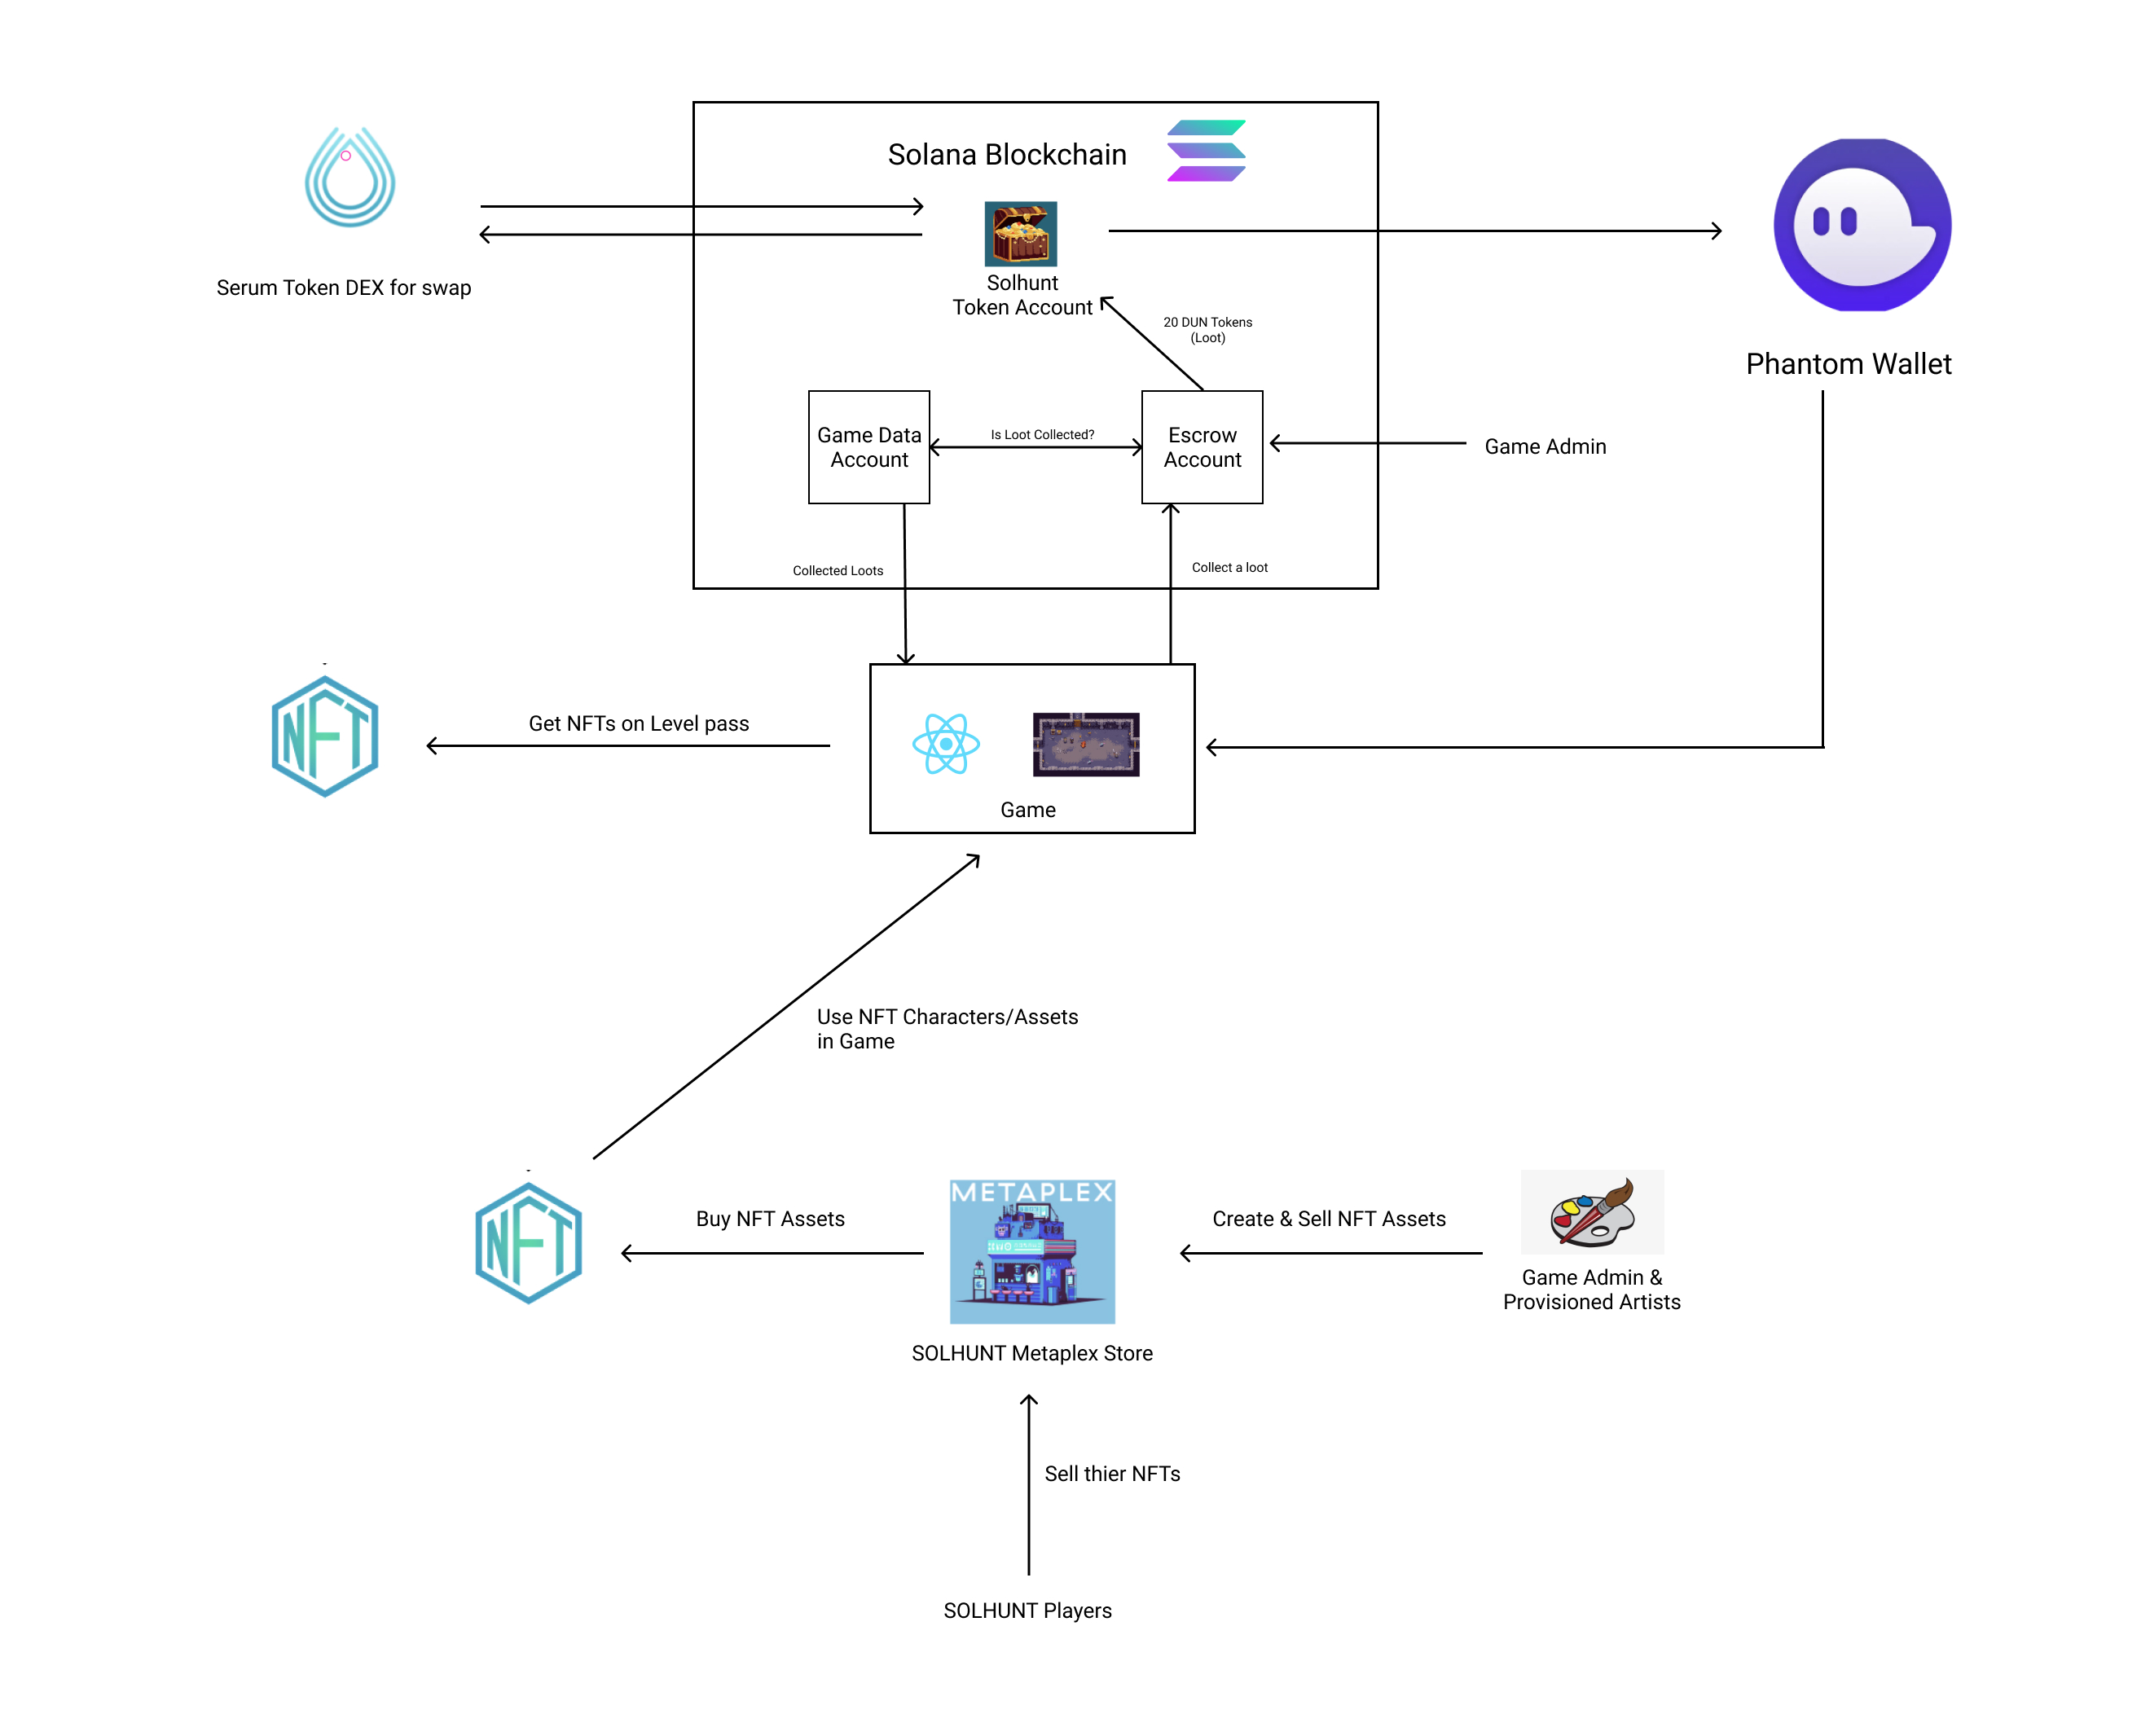 Solana Blockchain
Serum Token DEX for swap
Solhunt
Token Account
20 DUN Tokens
(Loot)
Phantom Wallet
Game Data
Account
Is Loot Collected?
Escrow
Account
Game Admin
Collected Loots
Collect a loot
NFT
Get NFTs on Level pass
Game
Use NFT Characters/Assets
in Game
NFT
Buy NFT Assets
METAPLEX
Create & Sell NFT Assets
Game Admin &
Provisioned Artists
SOLHUNT Metaplex Store
Sell thier NFTs
SOLHUNT Players